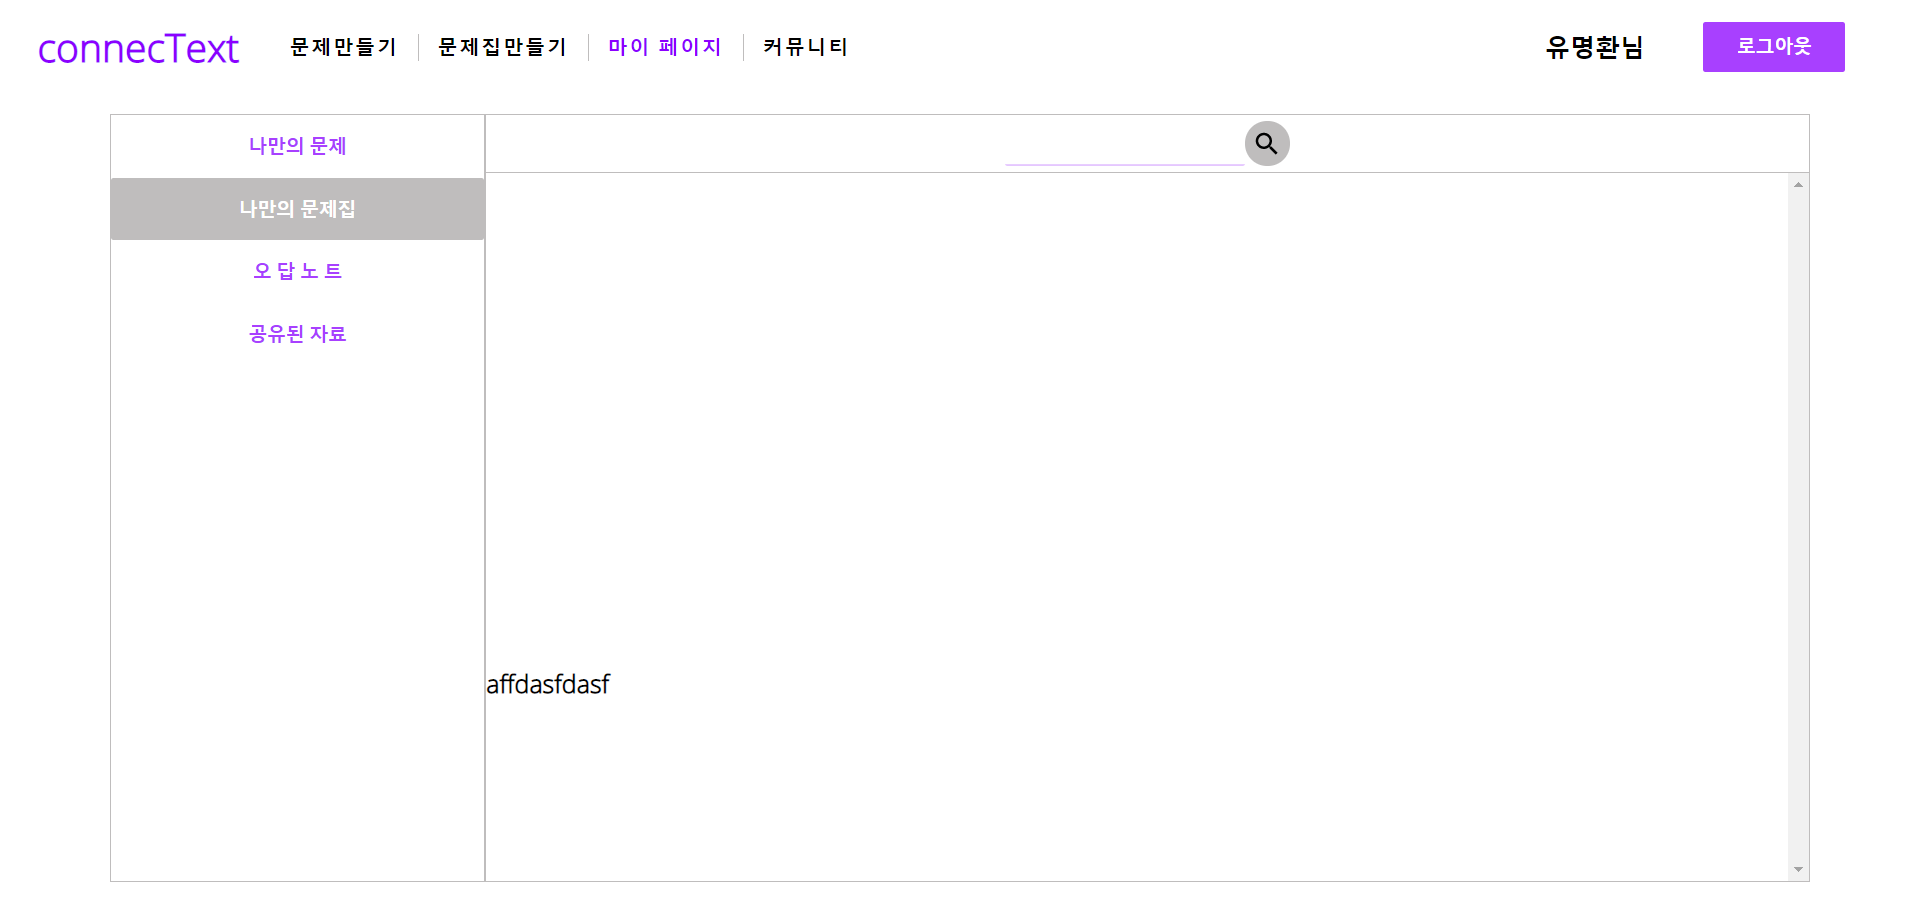 connecText
문제만들기
문제집만들기
마이 페이지
커뮤니티
유명환님
로그아웃
나만의 문제
나만의 문제집
오 답 노 트
공유된 자료
affdasfdasf